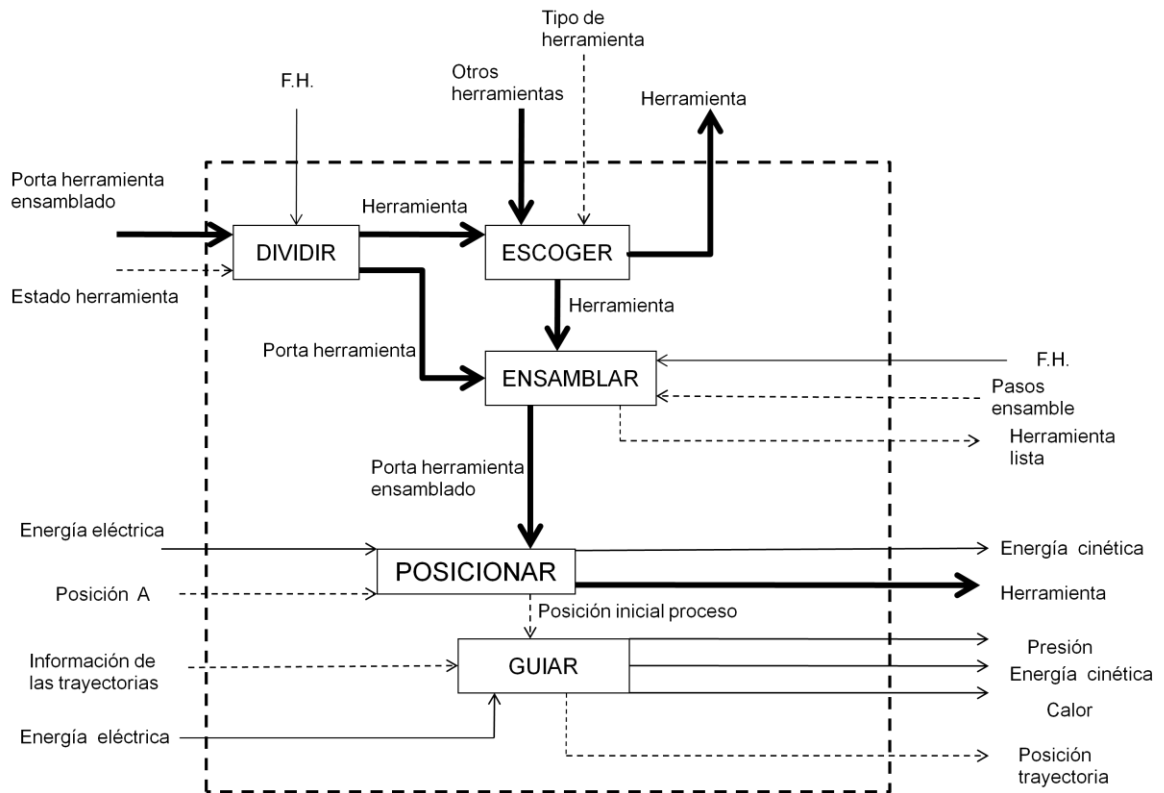 Tipo de
herramienta
Otros
herramientas
F.H.
Herramienta
Porta herramienta
ensamblado
Herramienta
DIVIDIR
ESCOGER
Estado herramienta
Herramienta
Porta herramienta
ENSAMBLAR
F.H.
Pasos
ensamble
Herramienta
lista
Porta herramienta
ensamblado
Energía eléctrica
Energía cinética
POSICIONAR
Posición A
Herramienta
Posición inicial proceso
Presión
Información de
las trayectorias
GUIAR
Energía cinética
Calor
Energía eléctrica
Posición
trayectoria